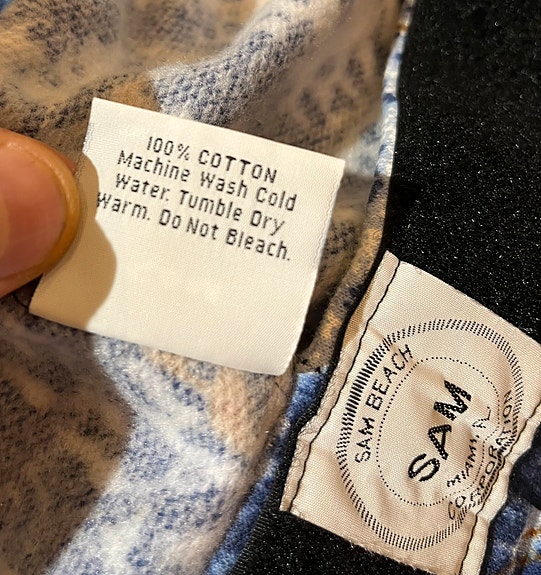 100% COTTON
Machine Wash Cold
Water. Tumble Dry
Warm. Do Not Bleach.
SAM BEACH
SAM
MIAMI, FL
CORPORATION